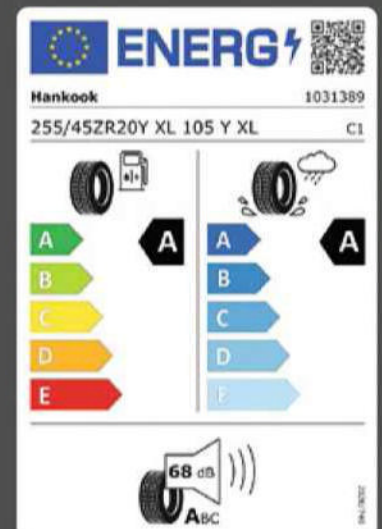 ENERG
Hankook 1031389
255/45ZR20Y XL 105 Y XL C1
A A
A A
B B
C C
D D
E E
68 dB
ABC